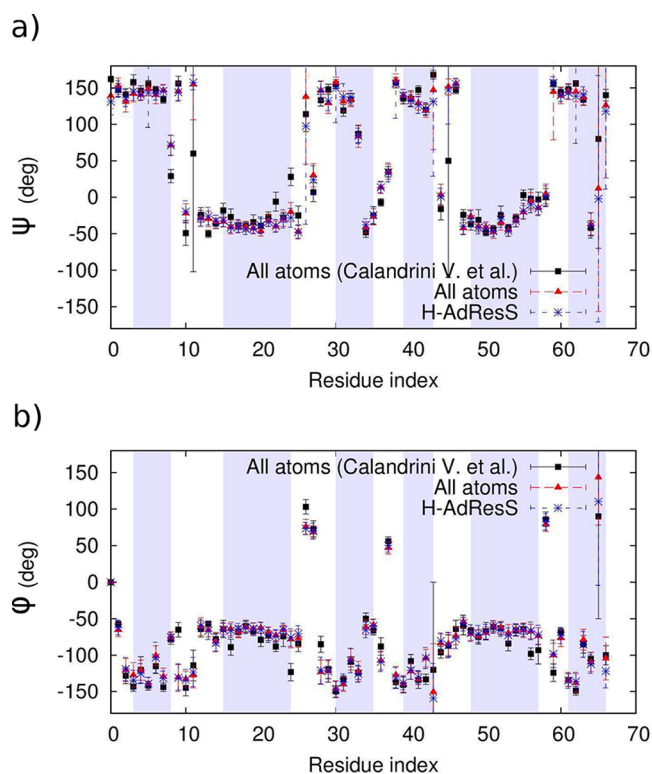 a)
150
100
50
0
-50
-100
-150
ψ (deg)
All atoms (Calandrini V. et al.)
All atoms
H-AdResS
0 10 20 30 40 50 60 70
Residue index
b)
150
100
50
0
-50
-100
-150
φ (deg)
All atoms (Calandrini V. et al.)
All atoms
H-AdResS
0 10 20 30 40 50 60 70
Residue index